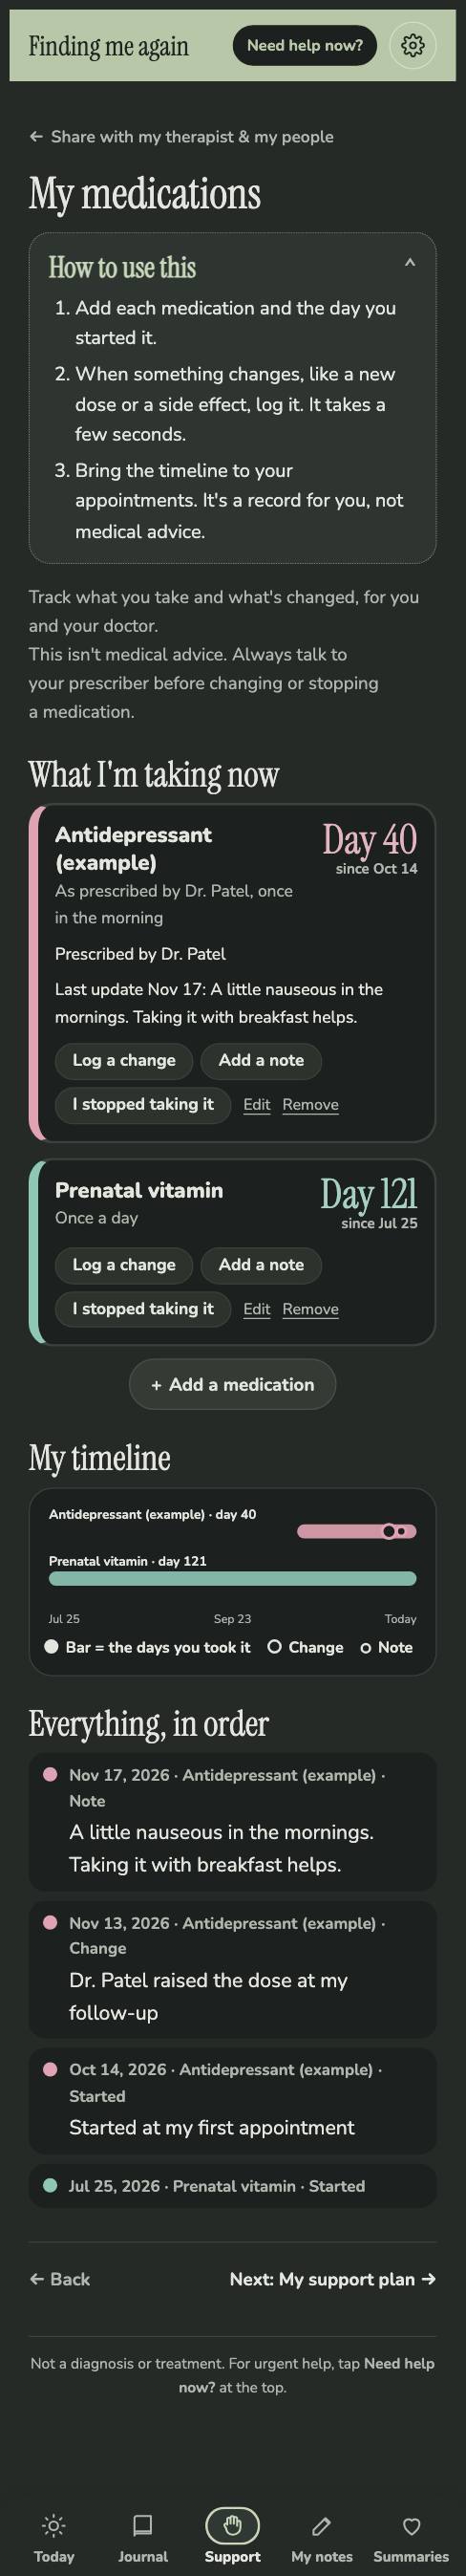 Finding me again
Need help now?
← Share with my therapist & my people
My medications
How to use this
^
1. Add each medication and the day you
started it.
2. When something changes, like a new
dose or a side effect, log it. It takes a
few seconds.
3. Bring the timeline to your
appointments. It's a record for you, not
medical advice.
Track what you take and what's changed, for you
and your doctor.
This isn't medical advice. Always talk to
your prescriber before changing or stopping
a medication.
What I'm taking now
Antidepressant
(example)
Day 40
since Oct 14
As prescribed by Dr. Patel, once
in the morning
Prescribed by Dr. Patel
Last update Nov 17: A little nauseous in the
mornings. Taking it with breakfast helps.
Log a change
Add a note
I stopped taking it
Edit
Remove
Prenatal vitamin
Day 121
Once a day
since Jul 25
Log a change
Add a note
I stopped taking it
Edit
Remove
+ Add a medication
My timeline
Antidepressant (example) · day 40
Prenatal vitamin · day 121
Jul 25
Sep 23
Today
Bar = the days you took it
Change
Note
Everything, in order
Nov 17, 2026 · Antidepressant (example) ·
Note
A little nauseous in the mornings.
Taking it with breakfast helps.
Nov 13, 2026 · Antidepressant (example) ·
Change
Dr. Patel raised the dose at my
follow-up
Oct 14, 2026 · Antidepressant (example) ·
Started
Started at my first appointment
Jul 25, 2026 · Prenatal vitamin · Started
← Back
Next: My support plan →
Not a diagnosis or treatment. For urgent help, tap Need help
now? at the top.
Today
Journal
Support
My notes
Summaries